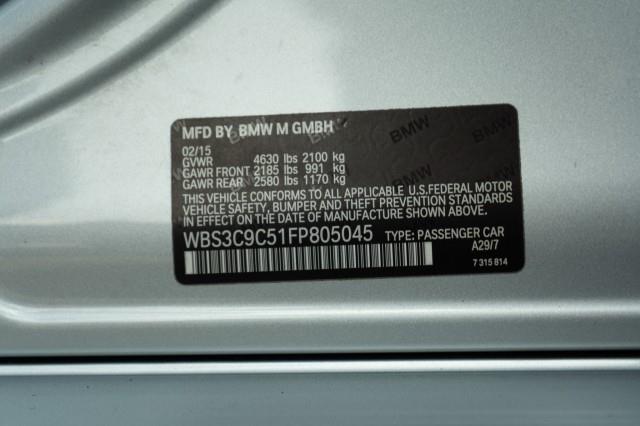 MFD BY BMW M GMBH
02/15
GVWR 4630 lbs 2100 kg
GAWR FRONT 2185 lbs 991 kg
GAWR REAR 2580 lbs 1170 kg
THIS VEHICLE CONFORMS TO ALL APPLICABLE U.S.FEDERAL MOTOR
VEHICLE SAFETY, BUMPER AND THEFT PREVENTION STANDARDS
IN EFFECT ON THE DATE OF MANUFACTURE SHOWN ABOVE.
WBS3C9C51FP805045 TYPE: PASSENGER CAR
A29/7
7 315 814